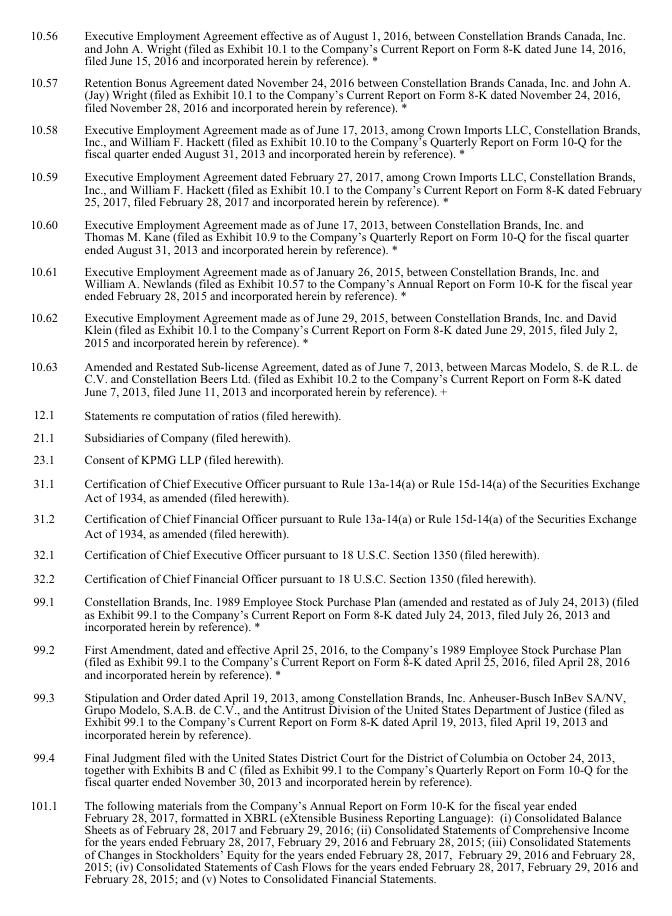 10.56 Executive Employment Agreement effective as of August 1, 2016, between Constellation Brands Canada, Inc.
and John A. Wright (filed as Exhibit 10.1 to the Company's Current Report on Form 8-K dated June 14, 2016,
filed June 15, 2016 and incorporated herein by reference). *
10.57 Retention Bonus Agreement dated November 24, 2016 between Constellation Brands Canada, Inc. and John A.
(Jay) Wright (filed as Exhibit 10.1 to the Company's Current Report on Form 8-K dated November 24, 2016,
filed November 28, 2016 and incorporated herein by reference). *
10.58 Executive Employment Agreement made as of June 17, 2013, among Crown Imports LLC, Constellation Brands,
Inc., and William F. Hackett (filed as Exhibit 10.10 to the Company's Quarterly Report on Form 10-Q for the
fiscal quarter ended August 31, 2013 and incorporated herein by reference). *
10.59 Executive Employment Agreement dated February 27, 2017, among Crown Imports LLC, Constellation Brands,
Inc., and William F. Hackett (filed as Exhibit 10.1 to the Company's Current Report on Form 8-K dated February
25, 2017, filed February 28, 2017 and incorporated herein by reference). *
10.60 Executive Employment Agreement made as of June 17, 2013, between Constellation Brands, Inc. and
Thomas M. Kane (filed as Exhibit 10.9 to the Company's Quarterly Report on Form 10-Q for the fiscal quarter
ended August 31, 2013 and incorporated herein by reference). *
10.61 Executive Employment Agreement made as of January 26, 2015, between Constellation Brands, Inc. and
William A. Newlands (filed as Exhibit 10.57 to the Company's Annual Report on Form 10-K for the fiscal year
ended February 28, 2015 and incorporated herein by reference). *
10.62 Executive Employment Agreement made as of June 29, 2015, between Constellation Brands, Inc. and David
Klein (filed as Exhibit 10.1 to the Company's Current Report on Form 8-K dated June 29, 2015, filed July 2,
2015 and incorporated herein by reference). *
10.63 Amended and Restated Sub-license Agreement, dated as of June 7, 2013, between Marcas Modelo, S. de R.L. de
C.V. and Constellation Beers Ltd. (filed as Exhibit 10.2 to the Company's Current Report on Form 8-K dated
June 7, 2013, filed June 11, 2013 and incorporated herein by reference). +
12.1 Statements re computation of ratios (filed herewith).
21.1 Subsidiaries of Company (filed herewith).
23.1 Consent of KPMG LLP (filed herewith).
31.1 Certification of Chief Executive Officer pursuant to Rule 13a-14(a) or Rule 15d-14(a) of the Securities Exchange
Act of 1934, as amended (filed herewith).
31.2 Certification of Chief Financial Officer pursuant to Rule 13a-14(a) or Rule 15d-14(a) of the Securities Exchange
Act of 1934, as amended (filed herewith).
32.1 Certification of Chief Executive Officer pursuant to 18 U.S.C. Section 1350 (filed herewith).
32.2 Certification of Chief Financial Officer pursuant to 18 U.S.C. Section 1350 (filed herewith).
99.1 Constellation Brands, Inc. 1989 Employee Stock Purchase Plan (amended and restated as of July 24, 2013) (filed
as Exhibit 99.1 to the Company's Current Report on Form 8-K dated July 24, 2013, filed July 26, 2013 and
incorporated herein by reference). *
99.2 First Amendment, dated and effective April 25, 2016, to the Company's 1989 Employee Stock Purchase Plan
(filed as Exhibit 99.1 to the Company's Current Report on Form 8-K dated April 25, 2016, filed April 28, 2016
and incorporated herein by reference). *
99.3 Stipulation and Order dated April 19, 2013, among Constellation Brands, Inc. Anheuser-Busch InBev SA/NV,
Grupo Modelo, S.A.B. de C.V., and the Antitrust Division of the United States Department of Justice (filed as
Exhibit 99.1 to the Company's Current Report on Form 8-K dated April 19, 2013, filed April 19, 2013 and
incorporated herein by reference).
99.4 Final Judgment filed with the United States District Court for the District of Columbia on October 24, 2013,
together with Exhibits B and C (filed as Exhibit 99.1 to the Company's Quarterly Report on Form 10-Q for the
fiscal quarter ended November 30, 2013 and incorporated herein by reference).
101.1 The following materials from the Company's Annual Report on Form 10-K for the fiscal year ended
February 28, 2017, formatted in XBRL (eXtensible Business Reporting Language): (i) Consolidated Balance
Sheets as of February 28, 2017 and February 29, 2016; (ii) Consolidated Statements of Comprehensive Income
for the years ended February 28, 2017, February 29, 2016 and February 28, 2015; (iii) Consolidated Statements
of Changes in Stockholders' Equity for the years ended February 28, 2017, February 29, 2016 and February 28,
2015; (iv) Consolidated Statements of Cash Flows for the years ended February 28, 2017, February 29, 2016 and
February 28, 2015; and (v) Notes to Consolidated Financial Statements.